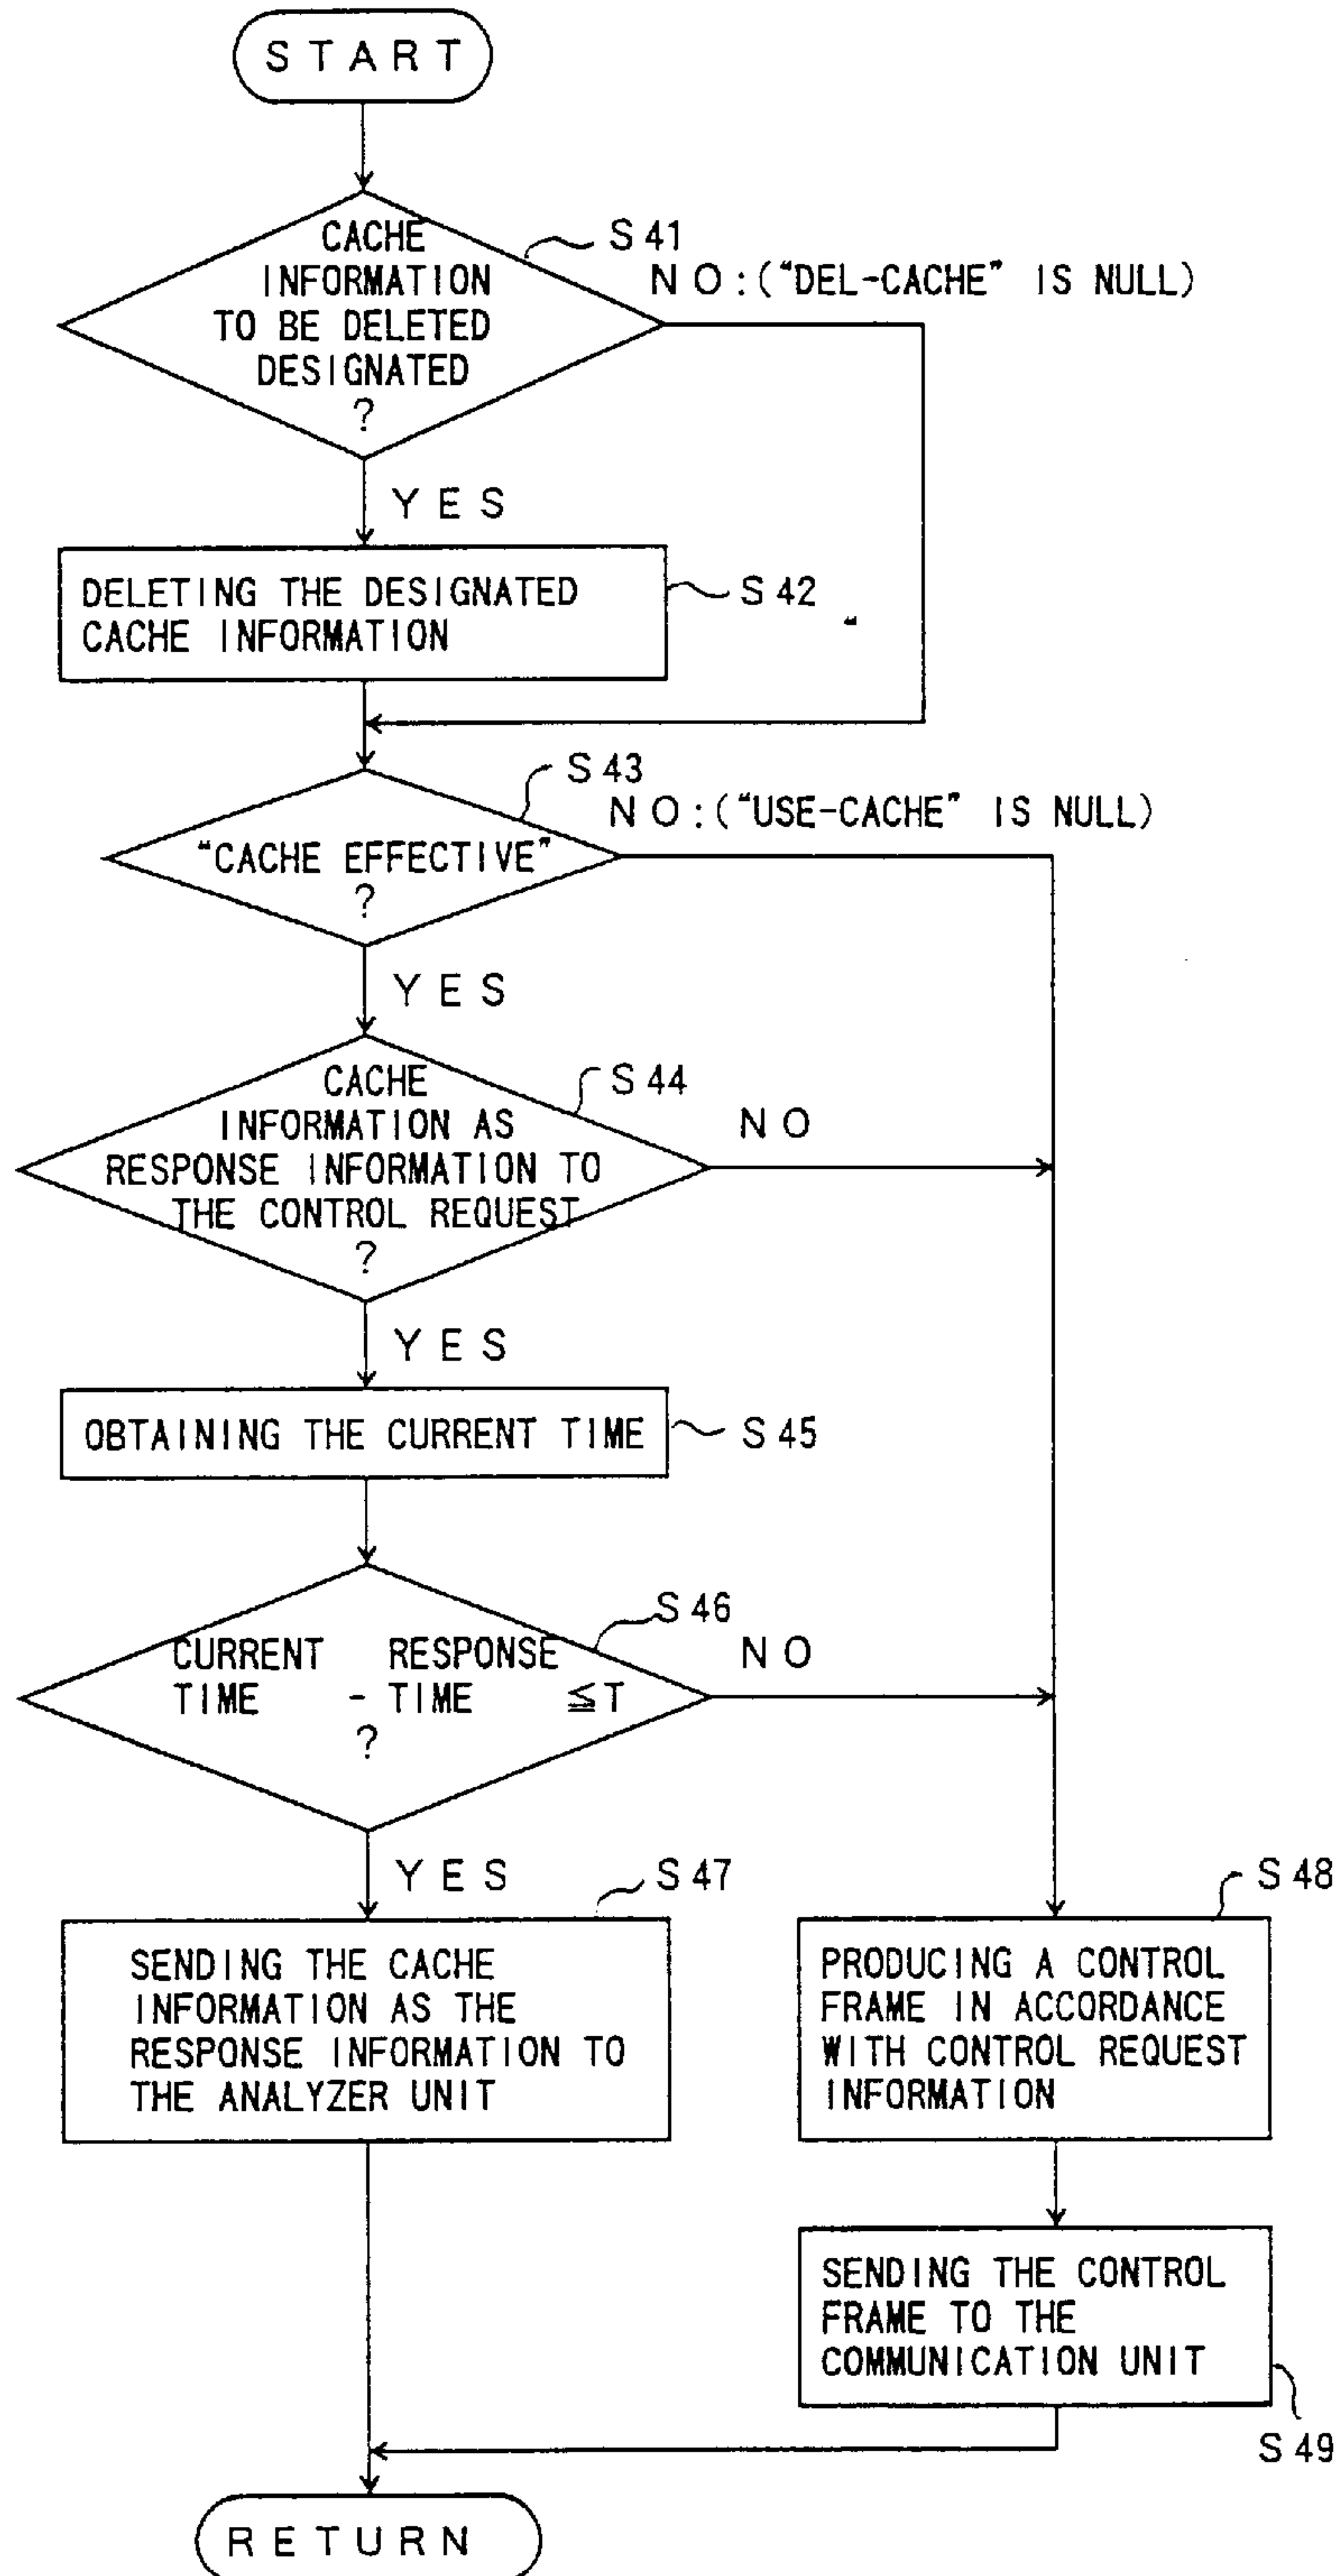 START
CACHE
INFORMATION
TO BE DELETED
DESIGNATED
?
S41
NO:("DEL-CACHE" IS NULL)
YES
DELETING THE DESIGNATED
CACHE INFORMATION
S42
S43
NO:("USE-CACHE" IS NULL)
"CACHE EFFECTIVE"
?
YES
CACHE
INFORMATION AS
RESPONSE INFORMATION TO
THE CONTROL REQUEST
?
S44
NO
YES
OBTAINING THE CURRENT TIME
S45
CURRENT RESPONSE
TIME - TIME ≦T
?
S46
NO
YES
S47
SENDING THE CACHE
INFORMATION AS THE
RESPONSE INFORMATION TO
THE ANALYZER UNIT
S48
PRODUCING A CONTROL
FRAME IN ACCORDANCE
WITH CONTROL REQUEST
INFORMATION
SENDING THE CONTROL
FRAME TO THE
COMMUNICATION UNIT
S49
RETURN